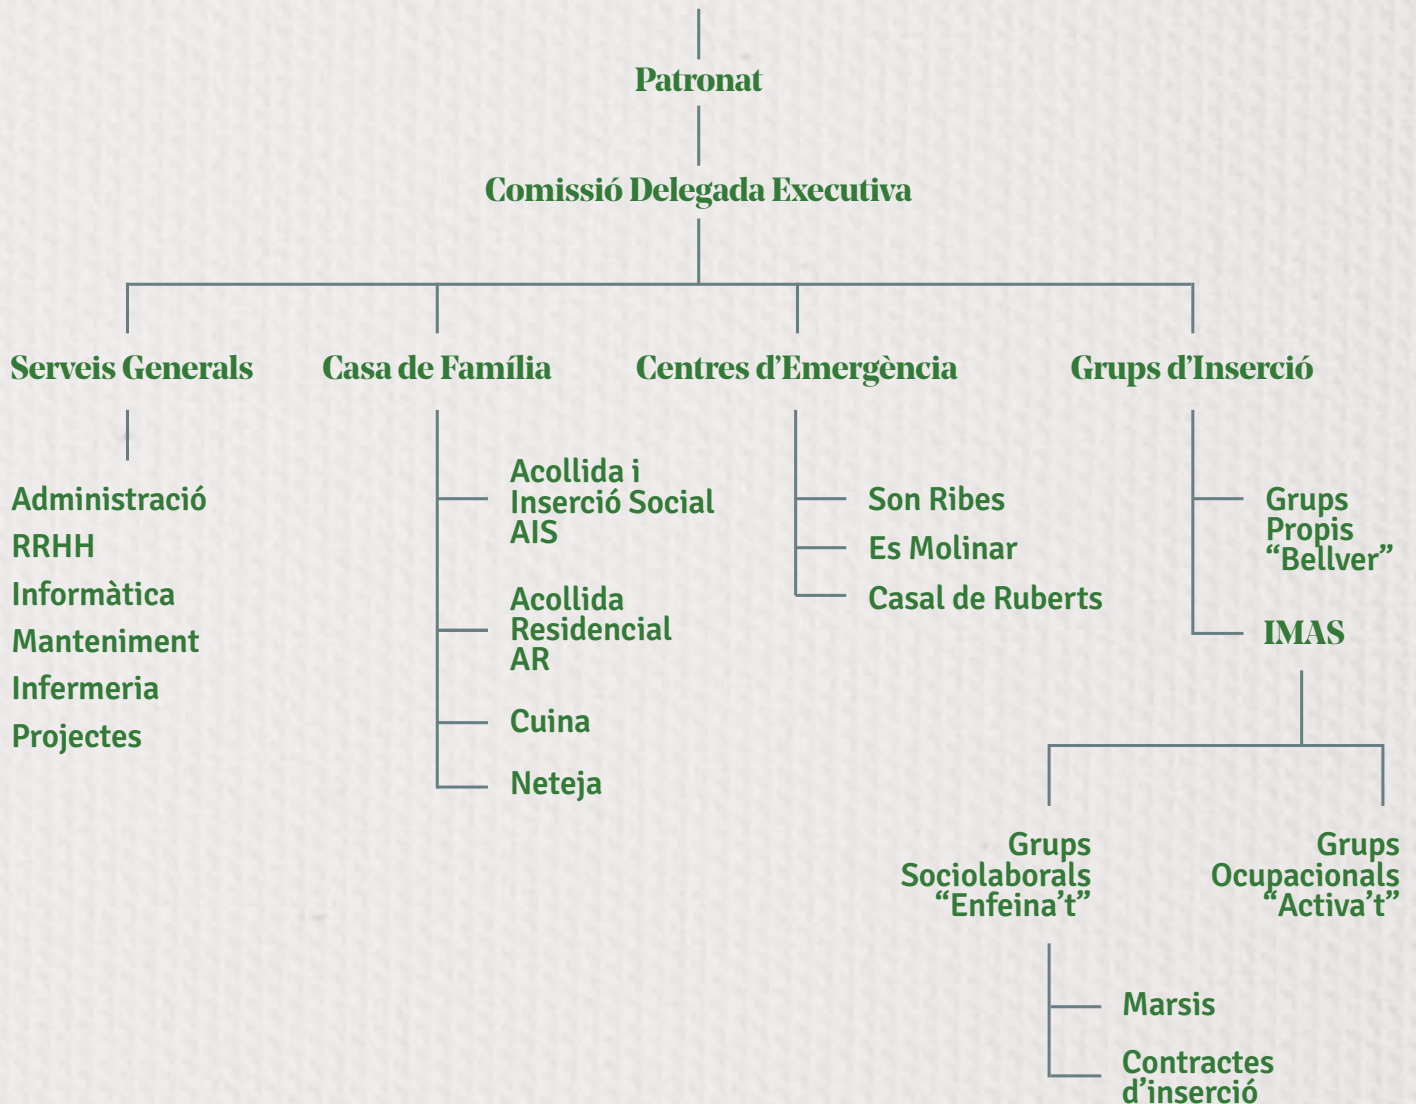 Patronat
Comissió Delegada Executiva
Serveis Generals
Administració
RRHH
Informàtica
Manteniment
Infermeria
Projectes
Casa de Família
Acollida i
Inserció Social
AIS
Acollida
Residencial
AR
Cuina
Neteja
Centres d’Emergència
Son Ribes
Es Molinar
Casal de Ruberts
Grups d’Inserció
Grups
Propis
“Bellver”
IMAS
Grups
Sociolaborals
“Enfeina’t”
Marsis
Contractes
d’inserció
Grups
Ocupacionals
“Activa’t”